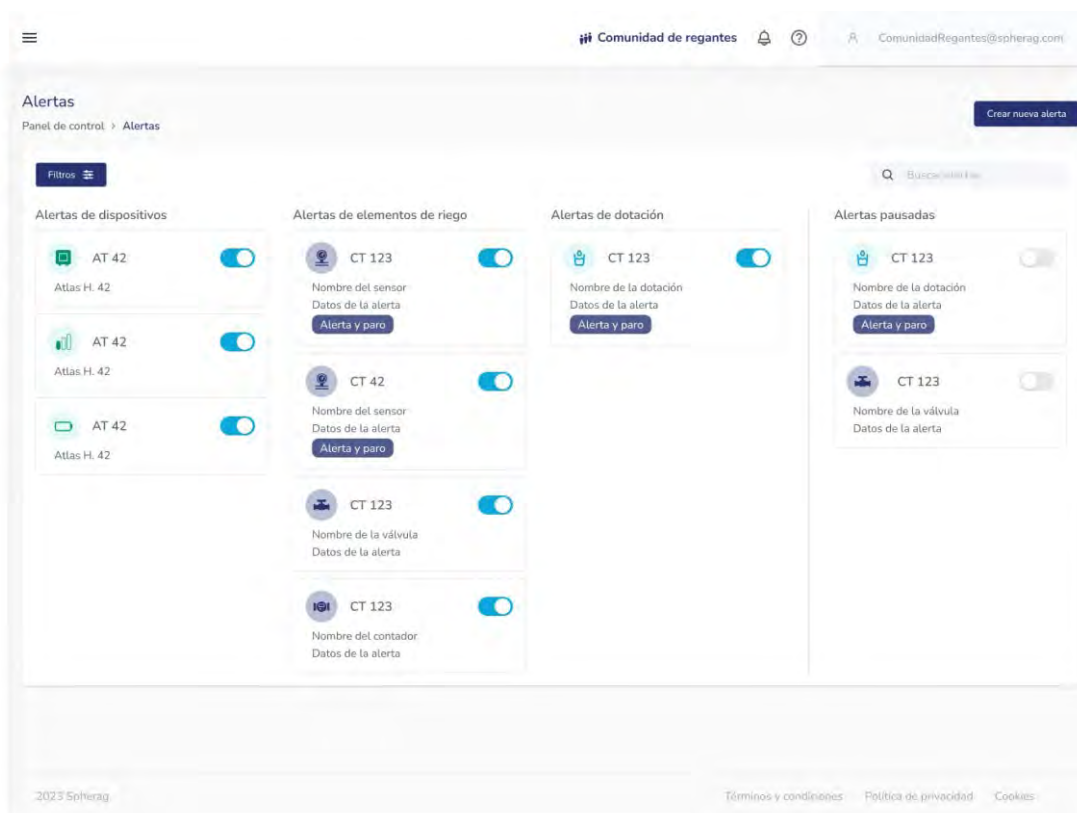 Comunidad de regantes
ComunidadRegantes@spherag.com
Alertas
Panel de control > Alertas
Crear nueva alerta
Filtros
Buscar alertas
Alertas de dispositivos
AT 42
Atlas H. 42
AT 42
Atlas H. 42
AT 42
Atlas H. 42
Alertas de elementos de riego
CT 123
Nombre del sensor
Datos de la alerta
Alerta y paro
CT 42
Nombre del sensor
Datos de la alerta
Alerta y paro
CT 123
Nombre de la válvula
Datos de la alerta
CT 123
Nombre del contador
Datos de la alerta
Alertas de dotación
CT 123
Nombre de la dotación
Datos de la alerta
Alerta y paro
Alertas pausadas
CT 123
Nombre de la dotación
Datos de la alerta
Alerta y paro
CT 123
Nombre de la válvula
Datos de la alerta
2023 Spherag
Términos y condiciones Política de privacidad Cookies